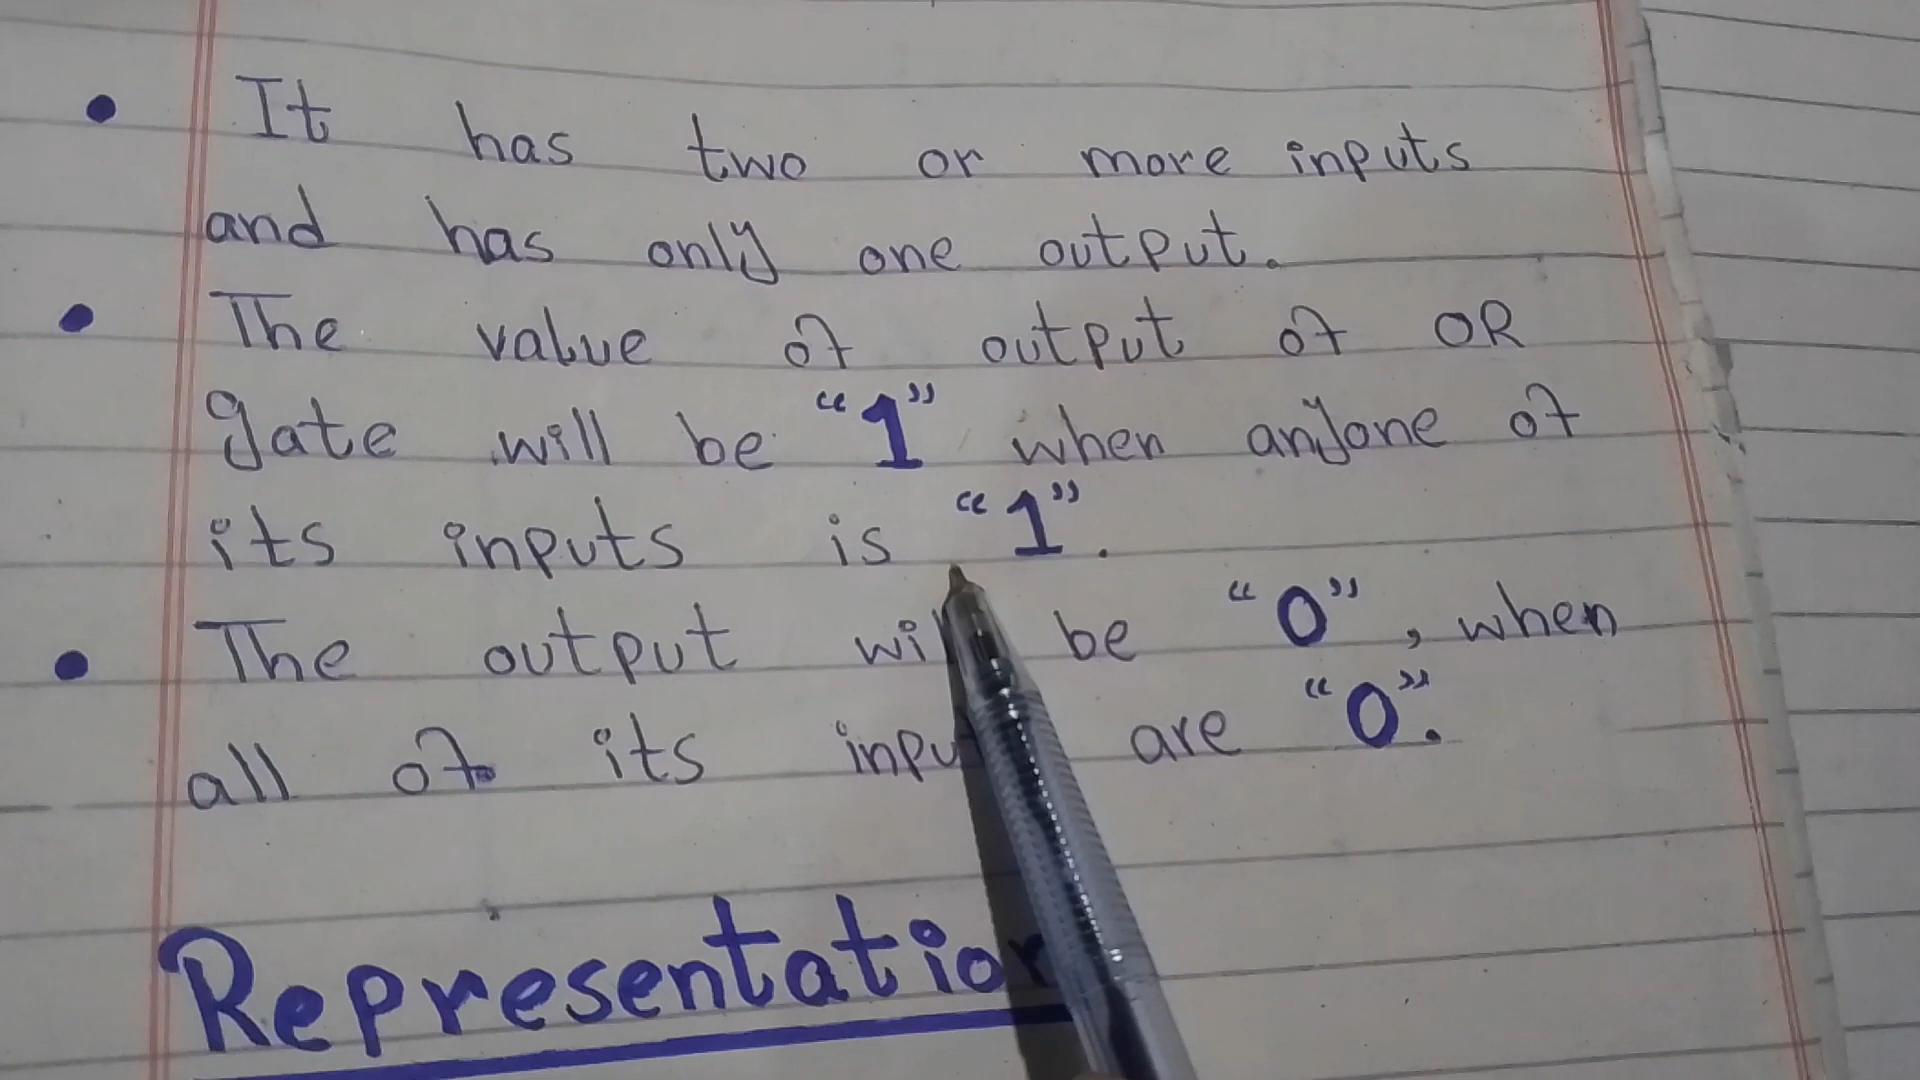 • It has two or more inputs
and has only one output.
• The value of output of OR
gate will be “1” when anyone of
its inputs is “1”.
• The output will be “0”, when
all of its are “0”.
Representation